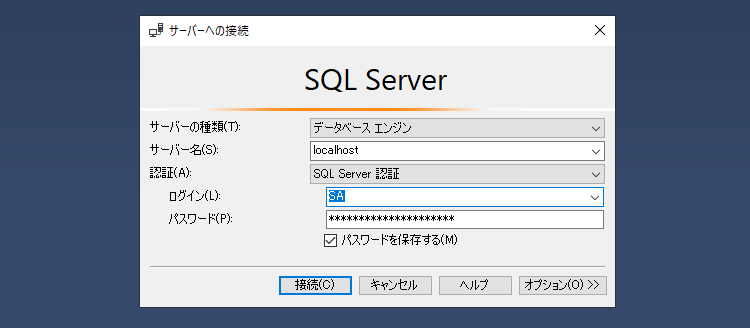 サーバーへの接続
SQL Server
サーバーの種類(T): データベース エンジン
サーバー名(S): localhost
認証(A): SQL Server 認証
ログイン(L): SA
パスワード(P): *********************
パスワードを保存する(M)
接続(C) キャンセル ヘルプ オプション(O) >>